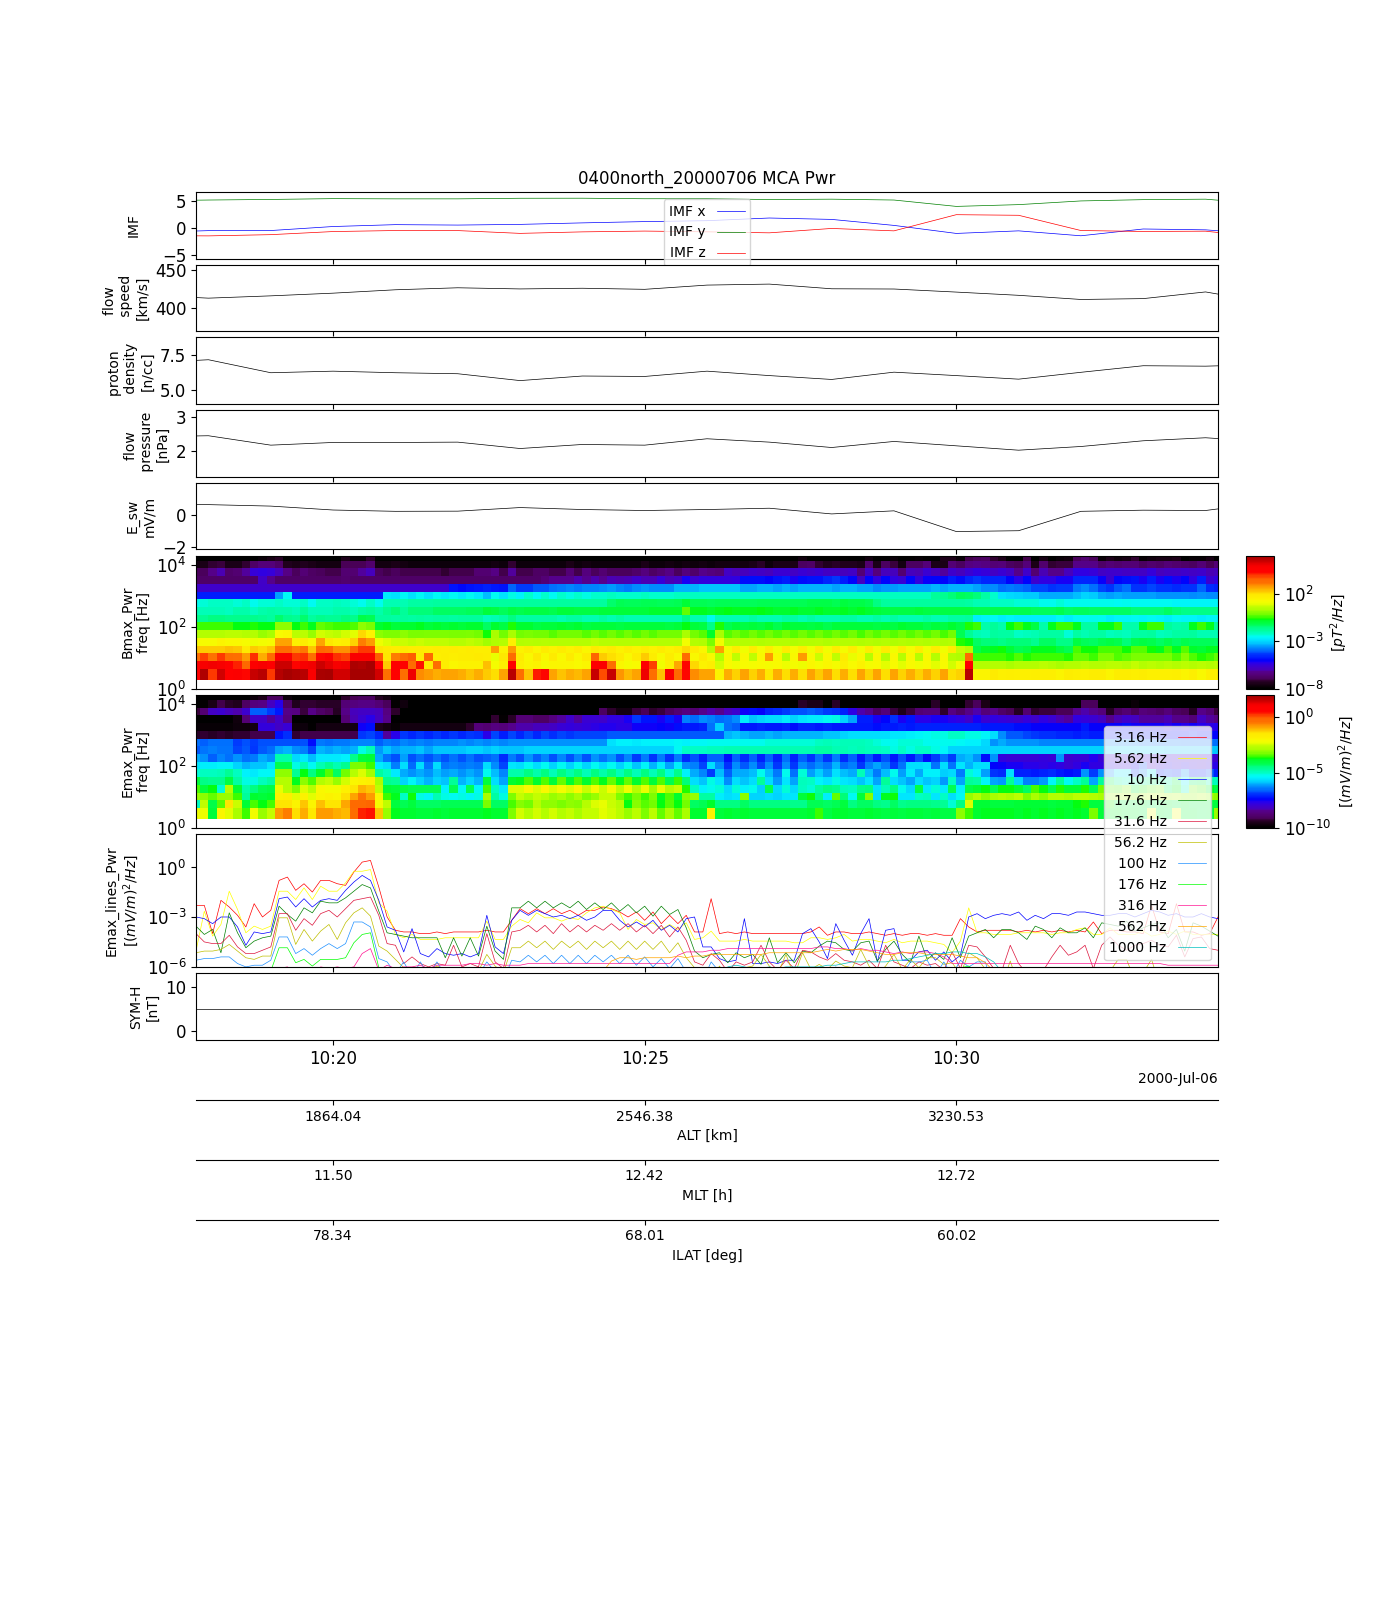 0400north_20000706 MCA Pwr
IMF
5
0
−5
IMF x
IMF y
IMF z
flow
speed
[km/s]
450
400
proton
density
[n/cc]
7.5
5.0
flow
pressure
[nPa]
3
2
E_sw
mV/m
0
−2
Bmax_Pwr
freq [Hz]
10^4
10^2
10^0
10^2
10^−3
10^−8
[pT^2/Hz]
Emax_Pwr
freq [Hz]
10^4
10^2
10^0
10^0
10^−5
10^−10
[(mV/m)^2/Hz]
3.16 Hz
5.62 Hz
10 Hz
17.6 Hz
31.6 Hz
56.2 Hz
100 Hz
176 Hz
316 Hz
562 Hz
1000 Hz
Emax_lines_Pwr
[(mV/m)^2/Hz]
10^0
10^−3
10^−6
SYM-H
[nT]
10
0
10:20 10:25 10:30
2000-Jul-06
1864.04 2546.38 3230.53
ALT [km]
11.50 12.42 12.72
MLT [h]
78.34 68.01 60.02
ILAT [deg]